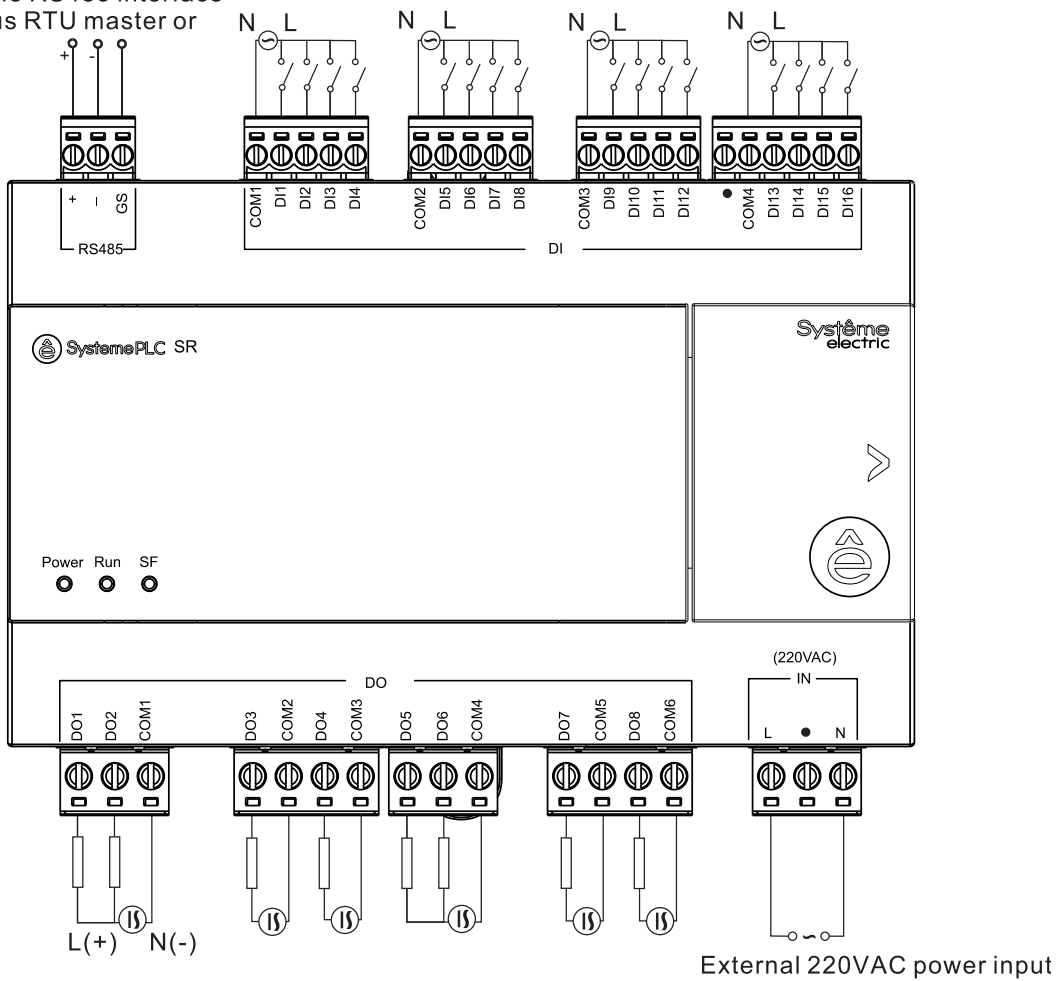 us RTU master or
N L
N L
N L
N L
+ -
COM1 DI1 DI2 DI3 DI4
COM2 DI5 DI6 DI7 DI8
COM3 DI9 DI10 DI11 DI12
COM4 DI13 DI14 DI15 DI16
+ – GS
RS485
DI
ê SystemePLC SR
Système
electric
Power Run SF
ê
(220VAC)
IN
L N
DO
DO1 DO2 COM1
DO3 COM2 DO4 COM3
DO5 DO6 COM4
DO7 COM5 DO8 COM6
L(+) N(-)
External 220VAC power input